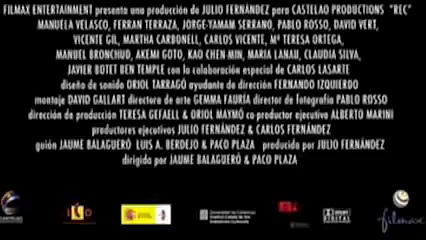 FILMAX ENTERTAINMENT presenta una producción de JULIO FERNÁNDEZ para CASTELAO PRODUCTIONS "REC"
MANUELA VELASCO, FERRAN TERRAZA, JORGE-YAMAM SERRANO, PABLO ROSSO, DAVID VERT,
VICENTE GIL, MARTHA CARBONELL, CARLOS VICENTE, Mª TERESA ORTEGA,
MANUEL BRONCHUD, AKEMI GOTO, KAO CHEN-MIN, MARIA LANAU, CLAUDIA SILVA,
JAVIER BOTET BEN TEMPLE con la colaboración especial de CARLOS LASARTE
diseño de sonido ORIOL TARRAGÓ ayudante de dirección FERNANDO IZQUIERDO
montaje DAVID GALLART directora de arte GEMMA FAURÍA director de fotografía PABLO ROSSO
dirección de producción TERESA GEFAELL & ORIOL MAYMÓ co-productor ejecutivo ALBERTO MARINI
productores ejecutivos JULIO FERNÁNDEZ & CARLOS FERNÁNDEZ
guión JAUME BALAGUERÓ LUIS A. BERDEJO & PACO PLAZA producida por JULIO FERNÁNDEZ
dirigida por JAUME BALAGUERÓ & PACO PLAZA
DIGITAL
filmax